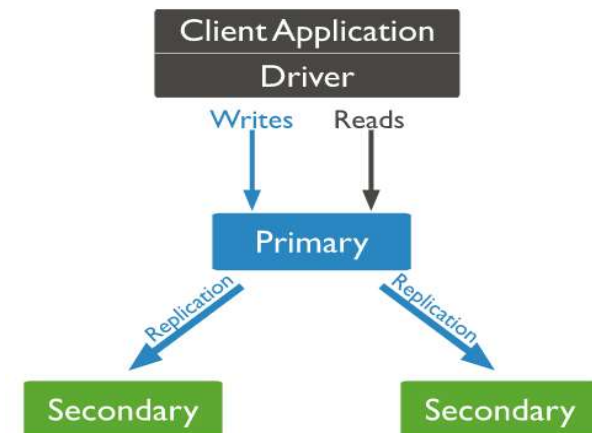 Client Application
Driver
Writes Reads
Primary
Replication Replication
Secondary Secondary